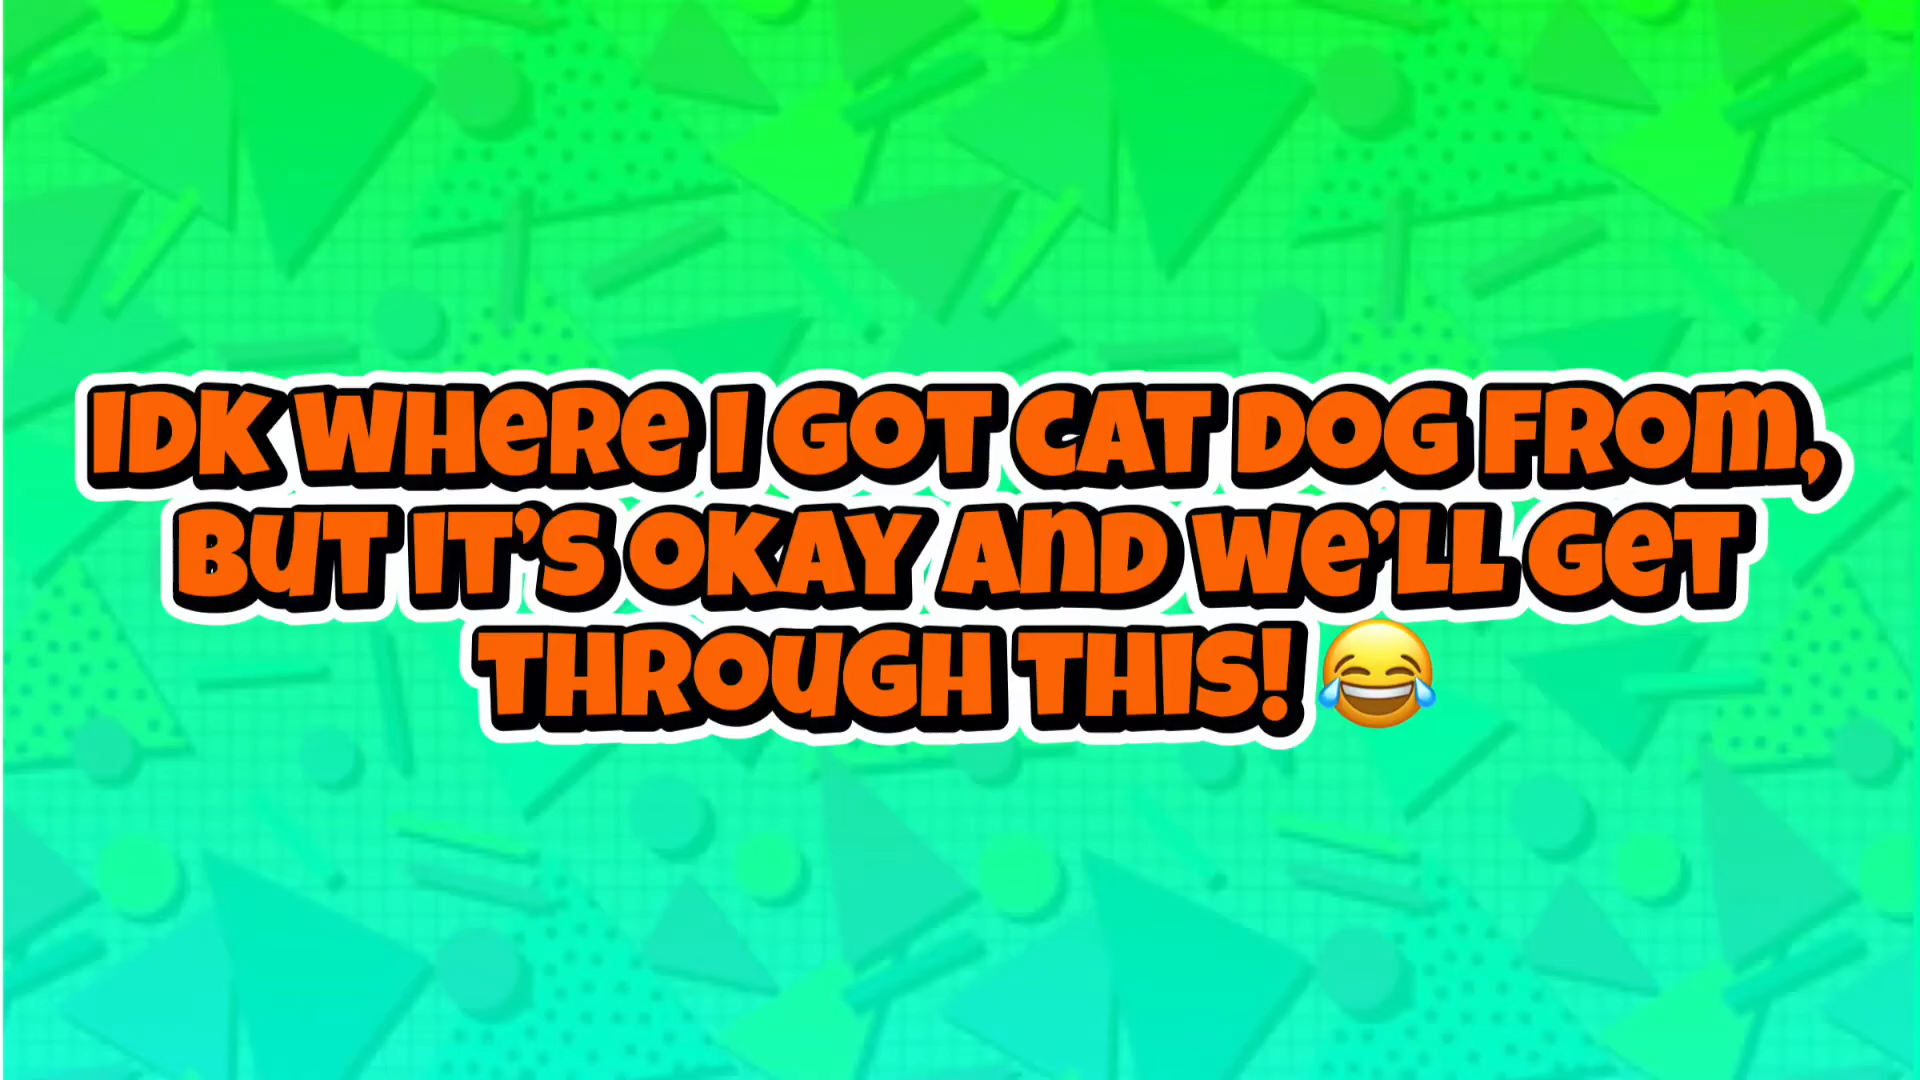 IDK WHERE I GOT CAT DOG FROM,
BUT IT’S OKAY AND WE’LL GET
THROUGH THIS! 😂